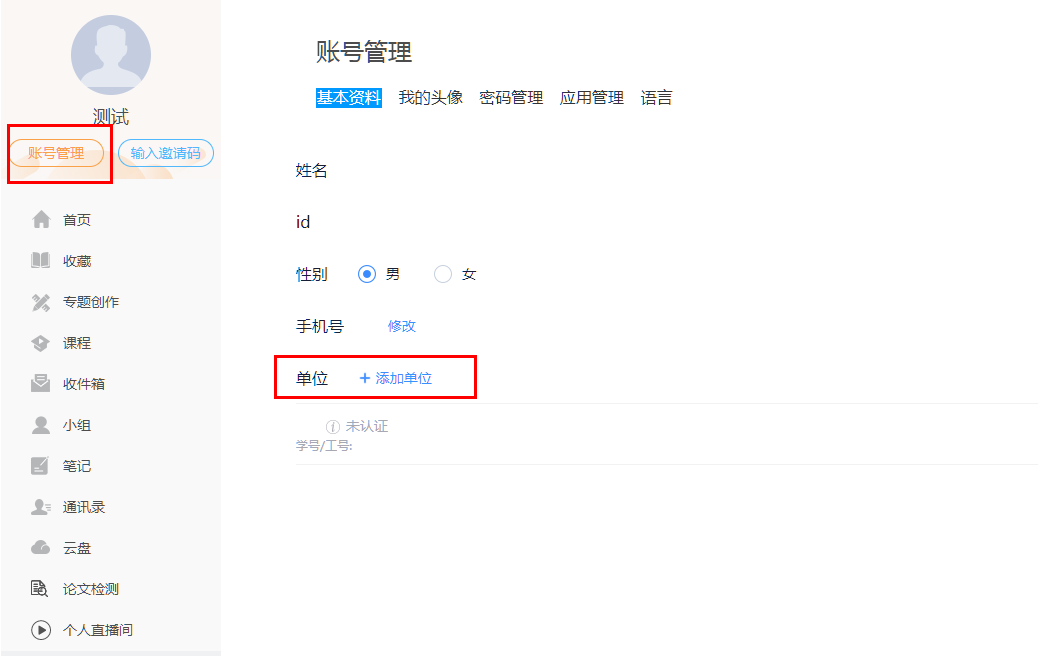 测试
账号管理
输入邀请码
首页
收藏
专题创作
课程
收件箱
小组
笔记
通讯录
云盘
论文检测
个人直播间
账号管理
基本资料 我的头像 密码管理 应用管理 语言
姓名
id
性别 男 女
手机号 修改
单位 + 添加单位
未认证
学号/工号: